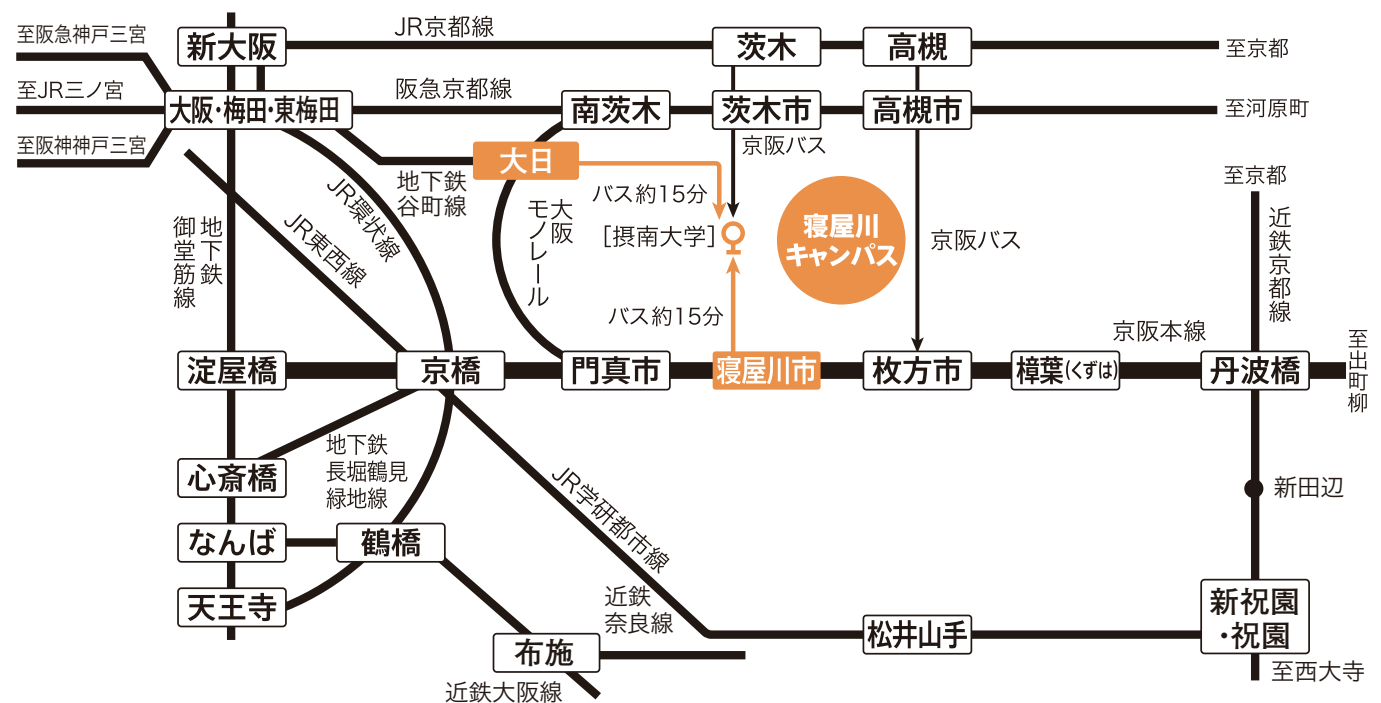 至阪急神戸三宮
新大阪
JR京都線
茨木
高槻
至京都
至JR三ノ宮
大阪・梅田・東梅田
阪急京都線
南茨木
茨木市
高槻市
至河原町
至阪神神戸三宮
京阪バス
大日
地下鉄
谷町線
バス約15分
至京都
JR環状線
JR東西線
地下鉄
御堂筋線
大阪
モノレール
[摂南大学]
寝屋川
キャンパス
京阪バス
近鉄京都線
バス約15分
京阪本線
至出町柳
淀屋橋
京橋
門真市
寝屋川市
枚方市
樟葉(くずは)
丹波橋
地下鉄
長堀鶴見
緑地線
心斎橋
JR学研都市線
新田辺
なんば
鶴橋
天王寺
近鉄
奈良線
布施
松井山手
新祝園
・祝園
近鉄大阪線
至西大寺